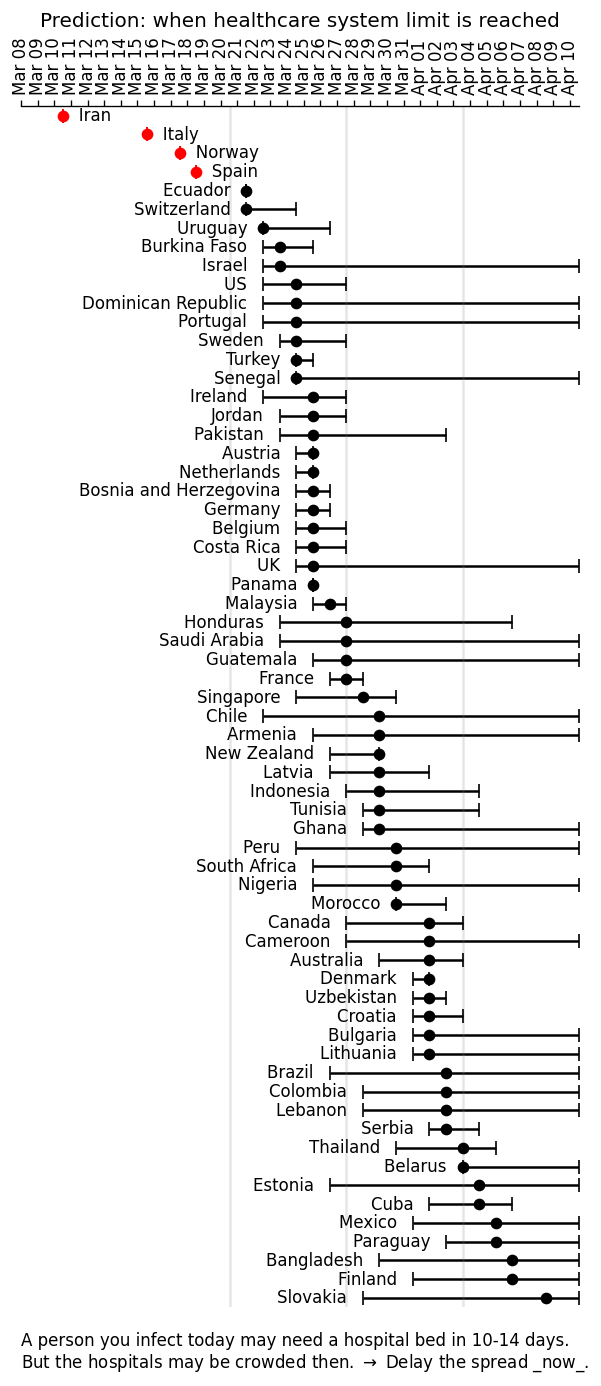 Prediction: when healthcare system limit is reached
Mar 08
Mar 09
Mar 10
Mar 11
Mar 12
Mar 13
Mar 14
Mar 15
Mar 16
Mar 17
Mar 18
Mar 19
Mar 20
Mar 21
Mar 22
Mar 23
Mar 24
Mar 25
Mar 26
Mar 27
Mar 28
Mar 29
Mar 30
Mar 31
Apr 01
Apr 02
Apr 03
Apr 04
Apr 05
Apr 06
Apr 07
Apr 08
Apr 09
Apr 10
Iran
Italy
Norway
Spain
Ecuador
Switzerland
Uruguay
Burkina Faso
Israel
US
Dominican Republic
Portugal
Sweden
Turkey
Senegal
Ireland
Jordan
Pakistan
Austria
Netherlands
Bosnia and Herzegovina
Germany
Belgium
Costa Rica
UK
Panama
Malaysia
Honduras
Saudi Arabia
Guatemala
France
Singapore
Chile
Armenia
New Zealand
Latvia
Indonesia
Tunisia
Ghana
Peru
South Africa
Nigeria
Morocco
Canada
Cameroon
Australia
Denmark
Uzbekistan
Croatia
Bulgaria
Lithuania
Brazil
Colombia
Lebanon
Serbia
Thailand
Belarus
Estonia
Cuba
Mexico
Paraguay
Bangladesh
Finland
Slovakia
A person you infect today may need a hospital bed in 10-14 days.
But the hospitals may be crowded then. → Delay the spread _now_.